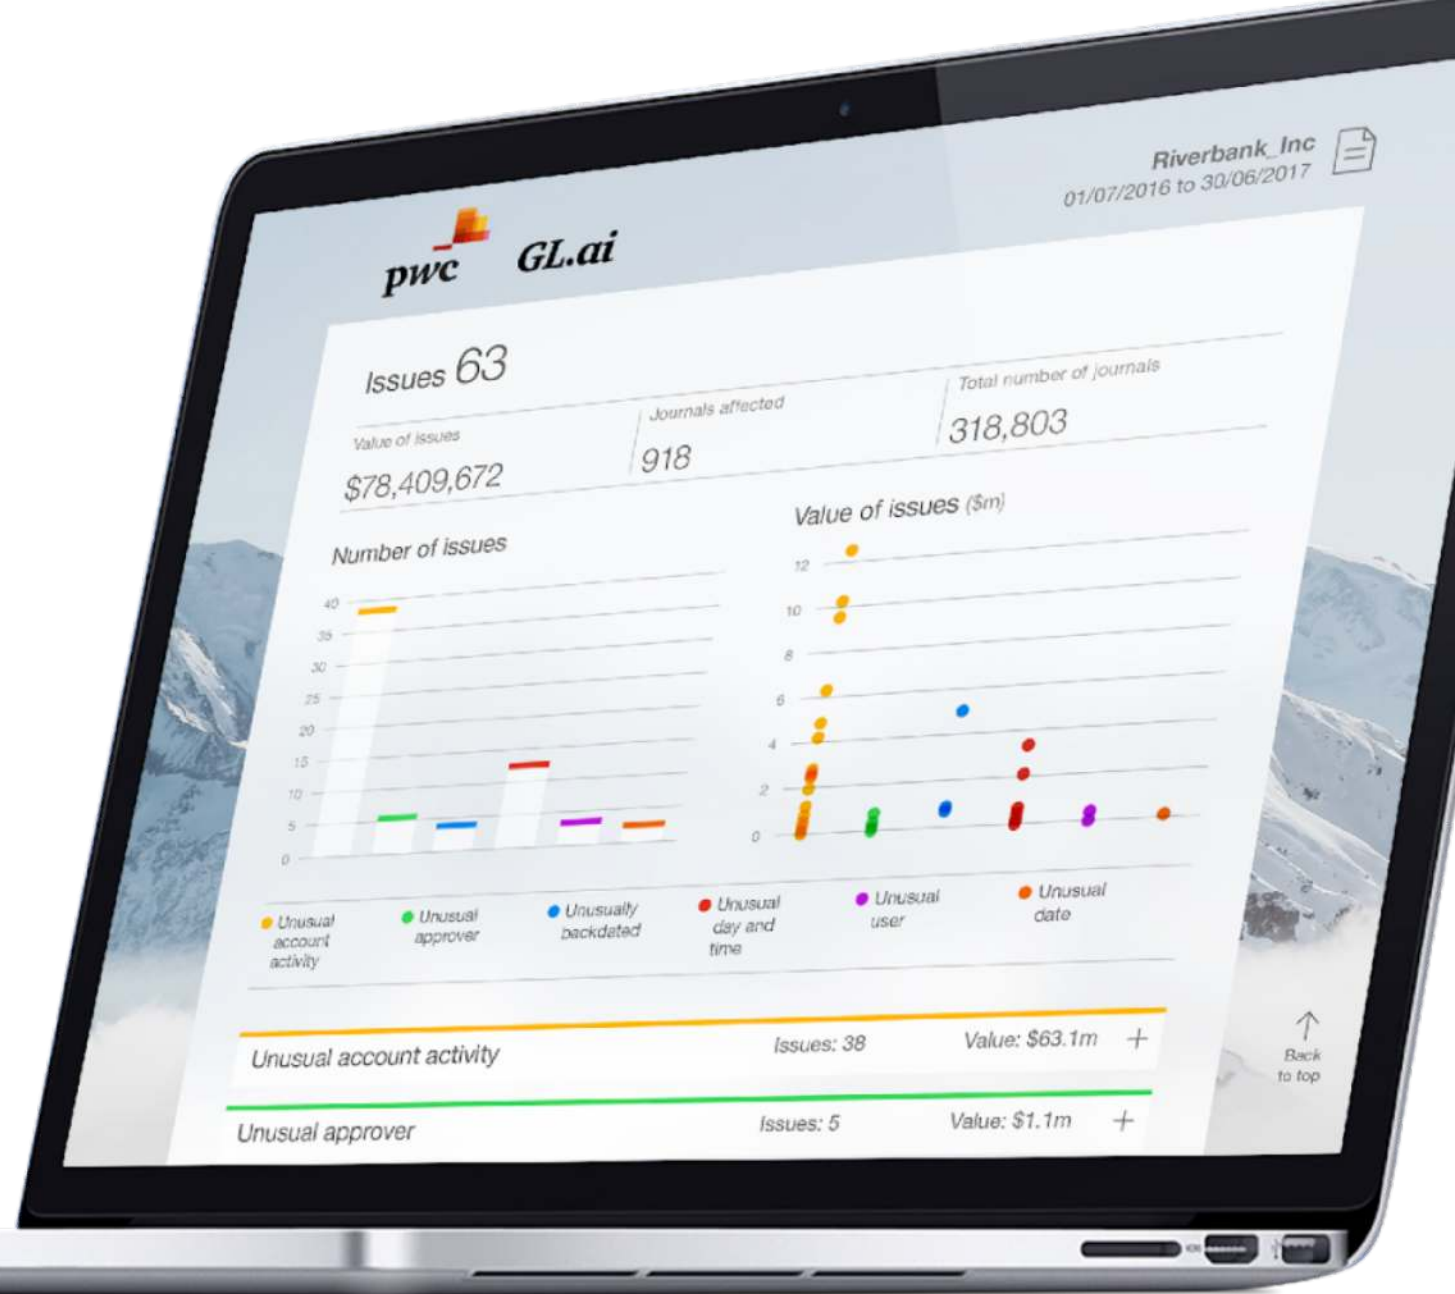 Riverbank_Inc
01/07/2016 to 30/06/2017
pwc
GL.ai
Issues 63
Value of issues
$78,409,672
Journals affected
918
Total number of journals
318,803
Number of issues
40
35
30
25
20
15
10
5
0
Value of issues ($m)
12
10
8
6
4
2
0
Unusual
account
activity
Unusual
approver
Unusually
backdated
Unusual
day and
time
Unusual
user
Unusual
date
Unusual account activity
Issues: 38
Value: $63.1m
+
Unusual approver
Issues: 5
Value: $1.1m
+
Back
to top